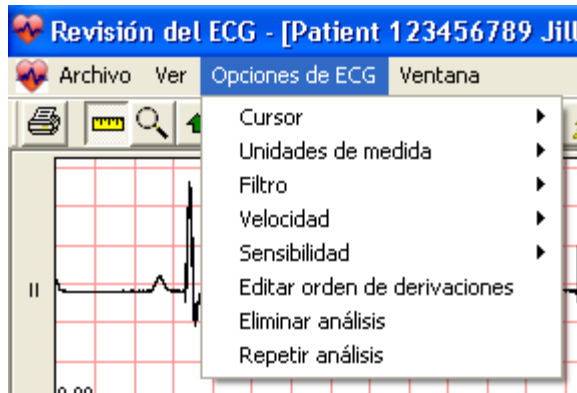 Revisión del ECG - [Patient 123456789 Jill
Archivo Ver Opciones de ECG Ventana
Cursor
Unidades de medida
Filtro
Velocidad
Sensibilidad
II
Editar orden de derivaciones
Eliminar análisis
Repetir análisis